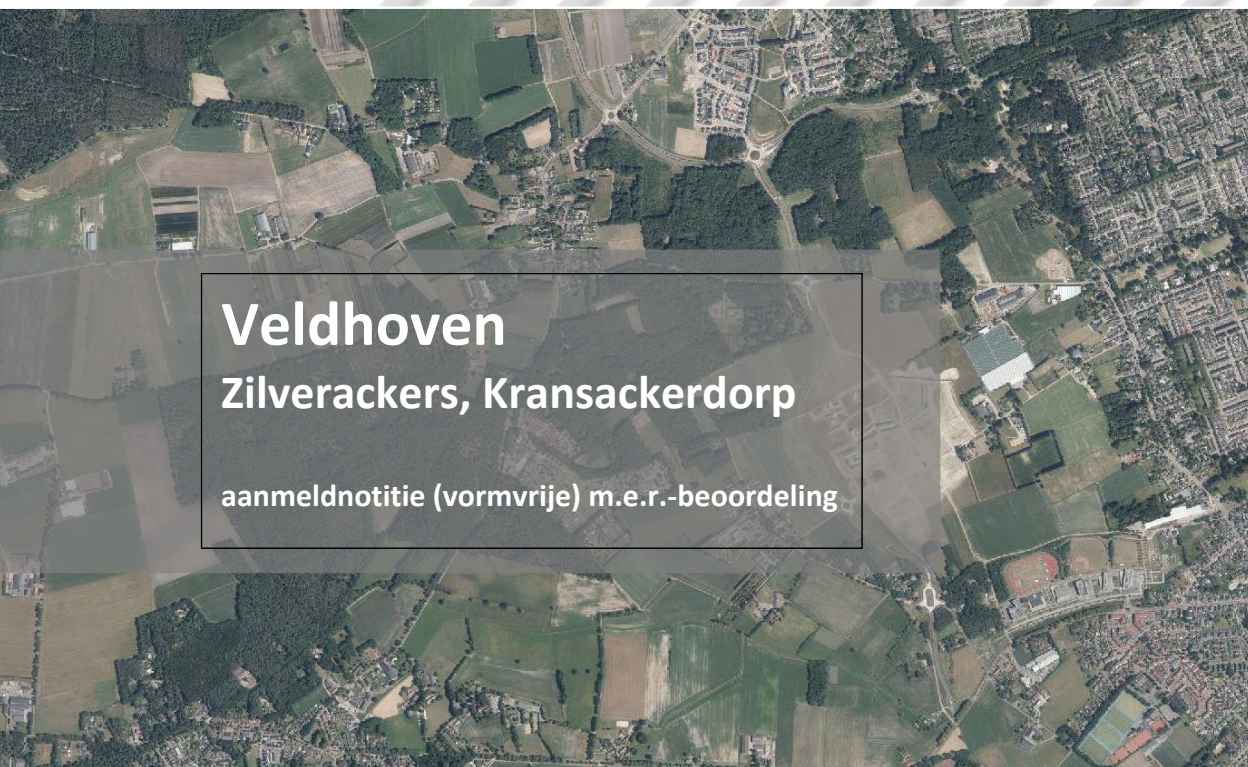 Veldhoven
Zilverackers, Kransackerdorp
aanmeldnotitie (vormvrije) m.e.r.-beoordeling